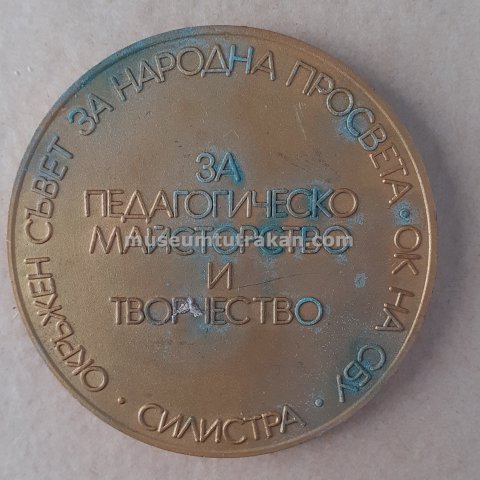 ОКРЪЖЕН СЪВЕТ ЗА НАРОДНА ПРОСВЕТА · ОК НА СБУ ·
СИЛИСТРА ·
ЗА
ПЕДАГОГИЧЕСКО
МАЙСТОРСТВО
И
ТВОРЧЕСТВО
museumtutrakan.com